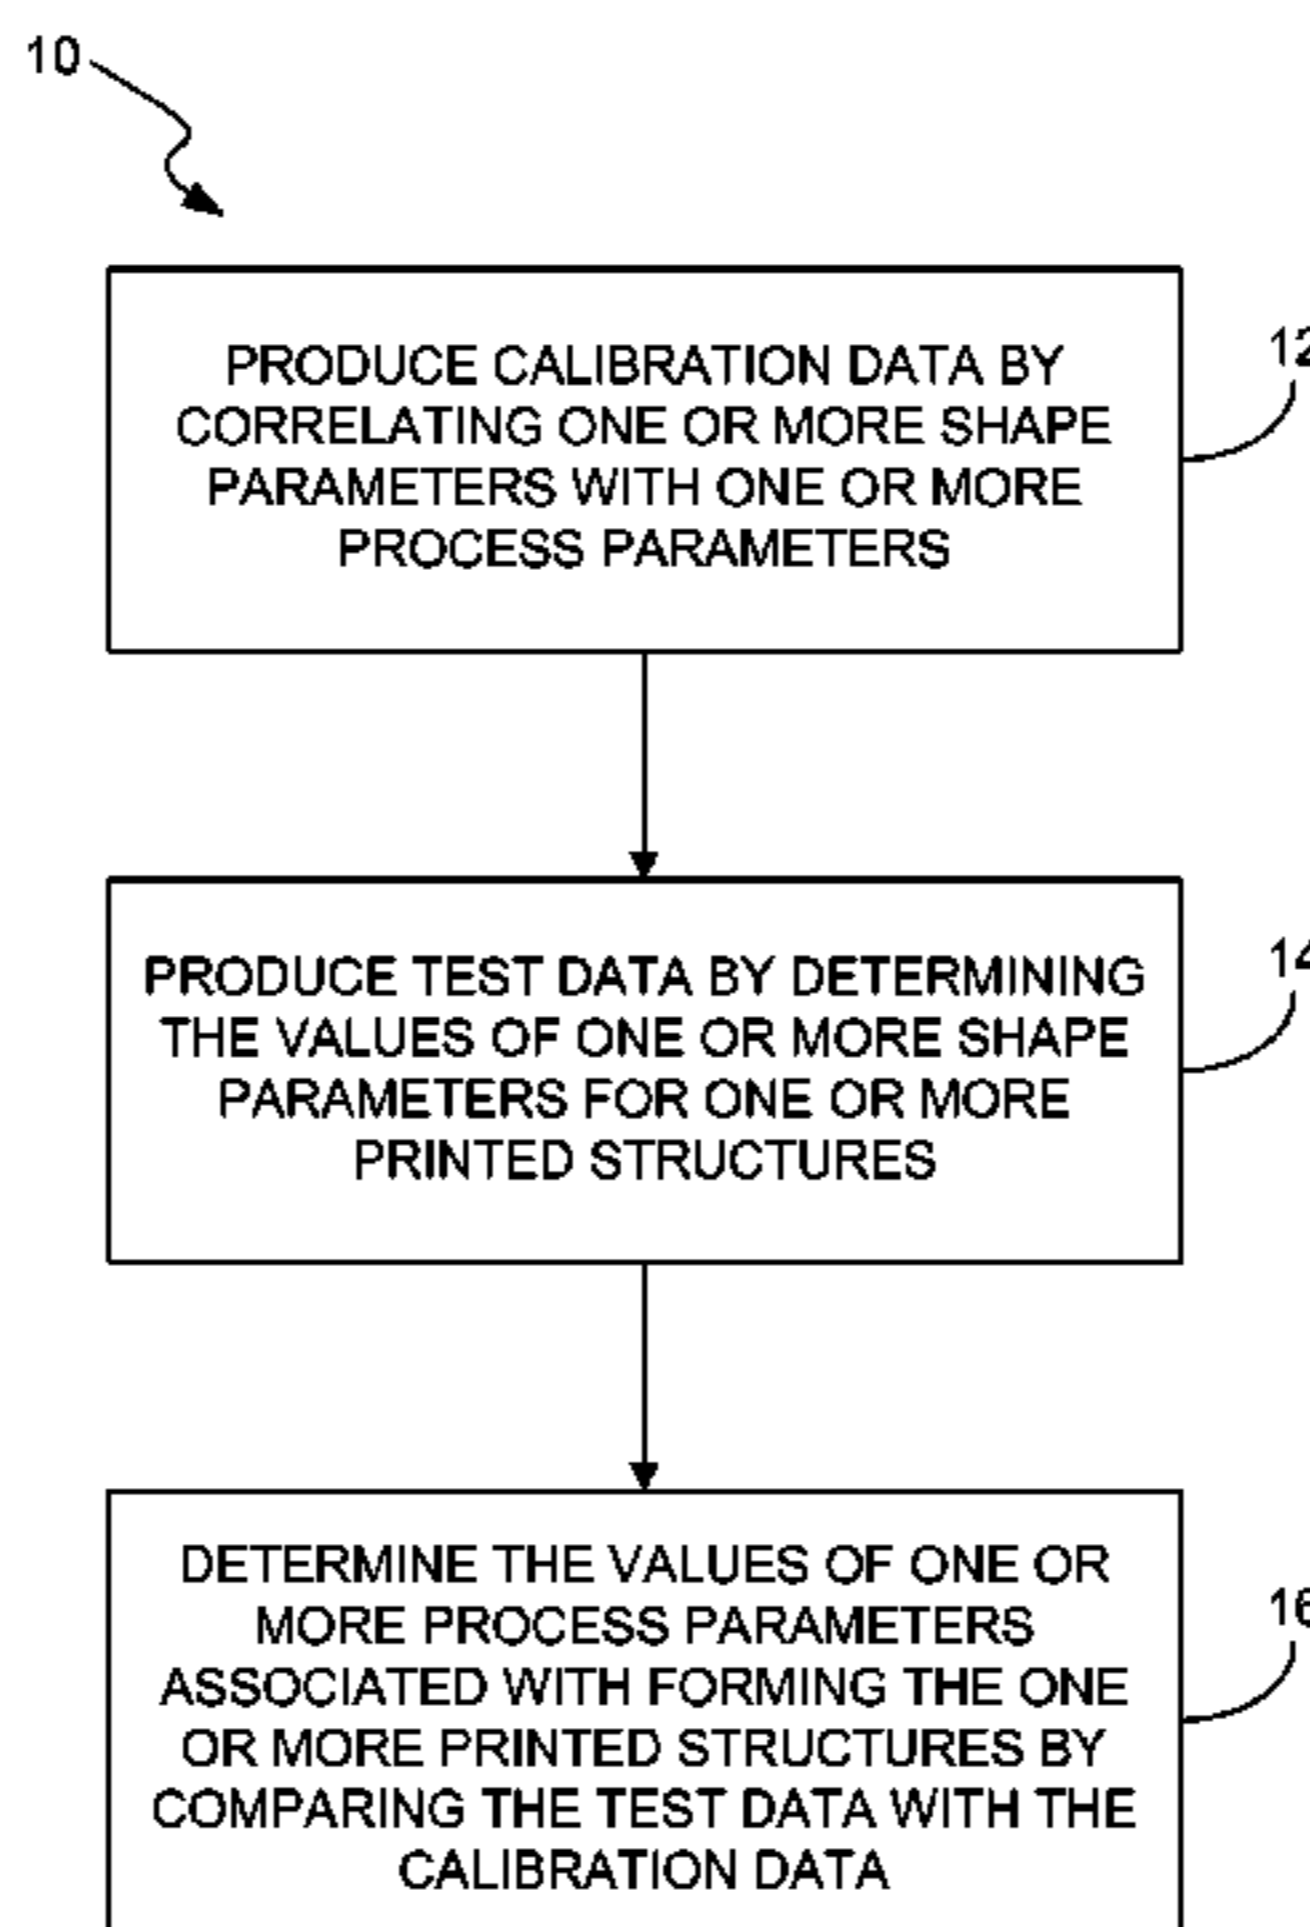 10
PRODUCE CALIBRATION DATA BY
CORRELATING ONE OR MORE SHAPE
PARAMETERS WITH ONE OR MORE
PROCESS PARAMETERS
12
PRODUCE TEST DATA BY DETERMINING
THE VALUES OF ONE OR MORE SHAPE
PARAMETERS FOR ONE OR MORE
PRINTED STRUCTURES
14
DETERMINE THE VALUES OF ONE OR
MORE PROCESS PARAMETERS
ASSOCIATED WITH FORMING THE ONE
OR MORE PRINTED STRUCTURES BY
COMPARING THE TEST DATA WITH THE
CALIBRATION DATA
16